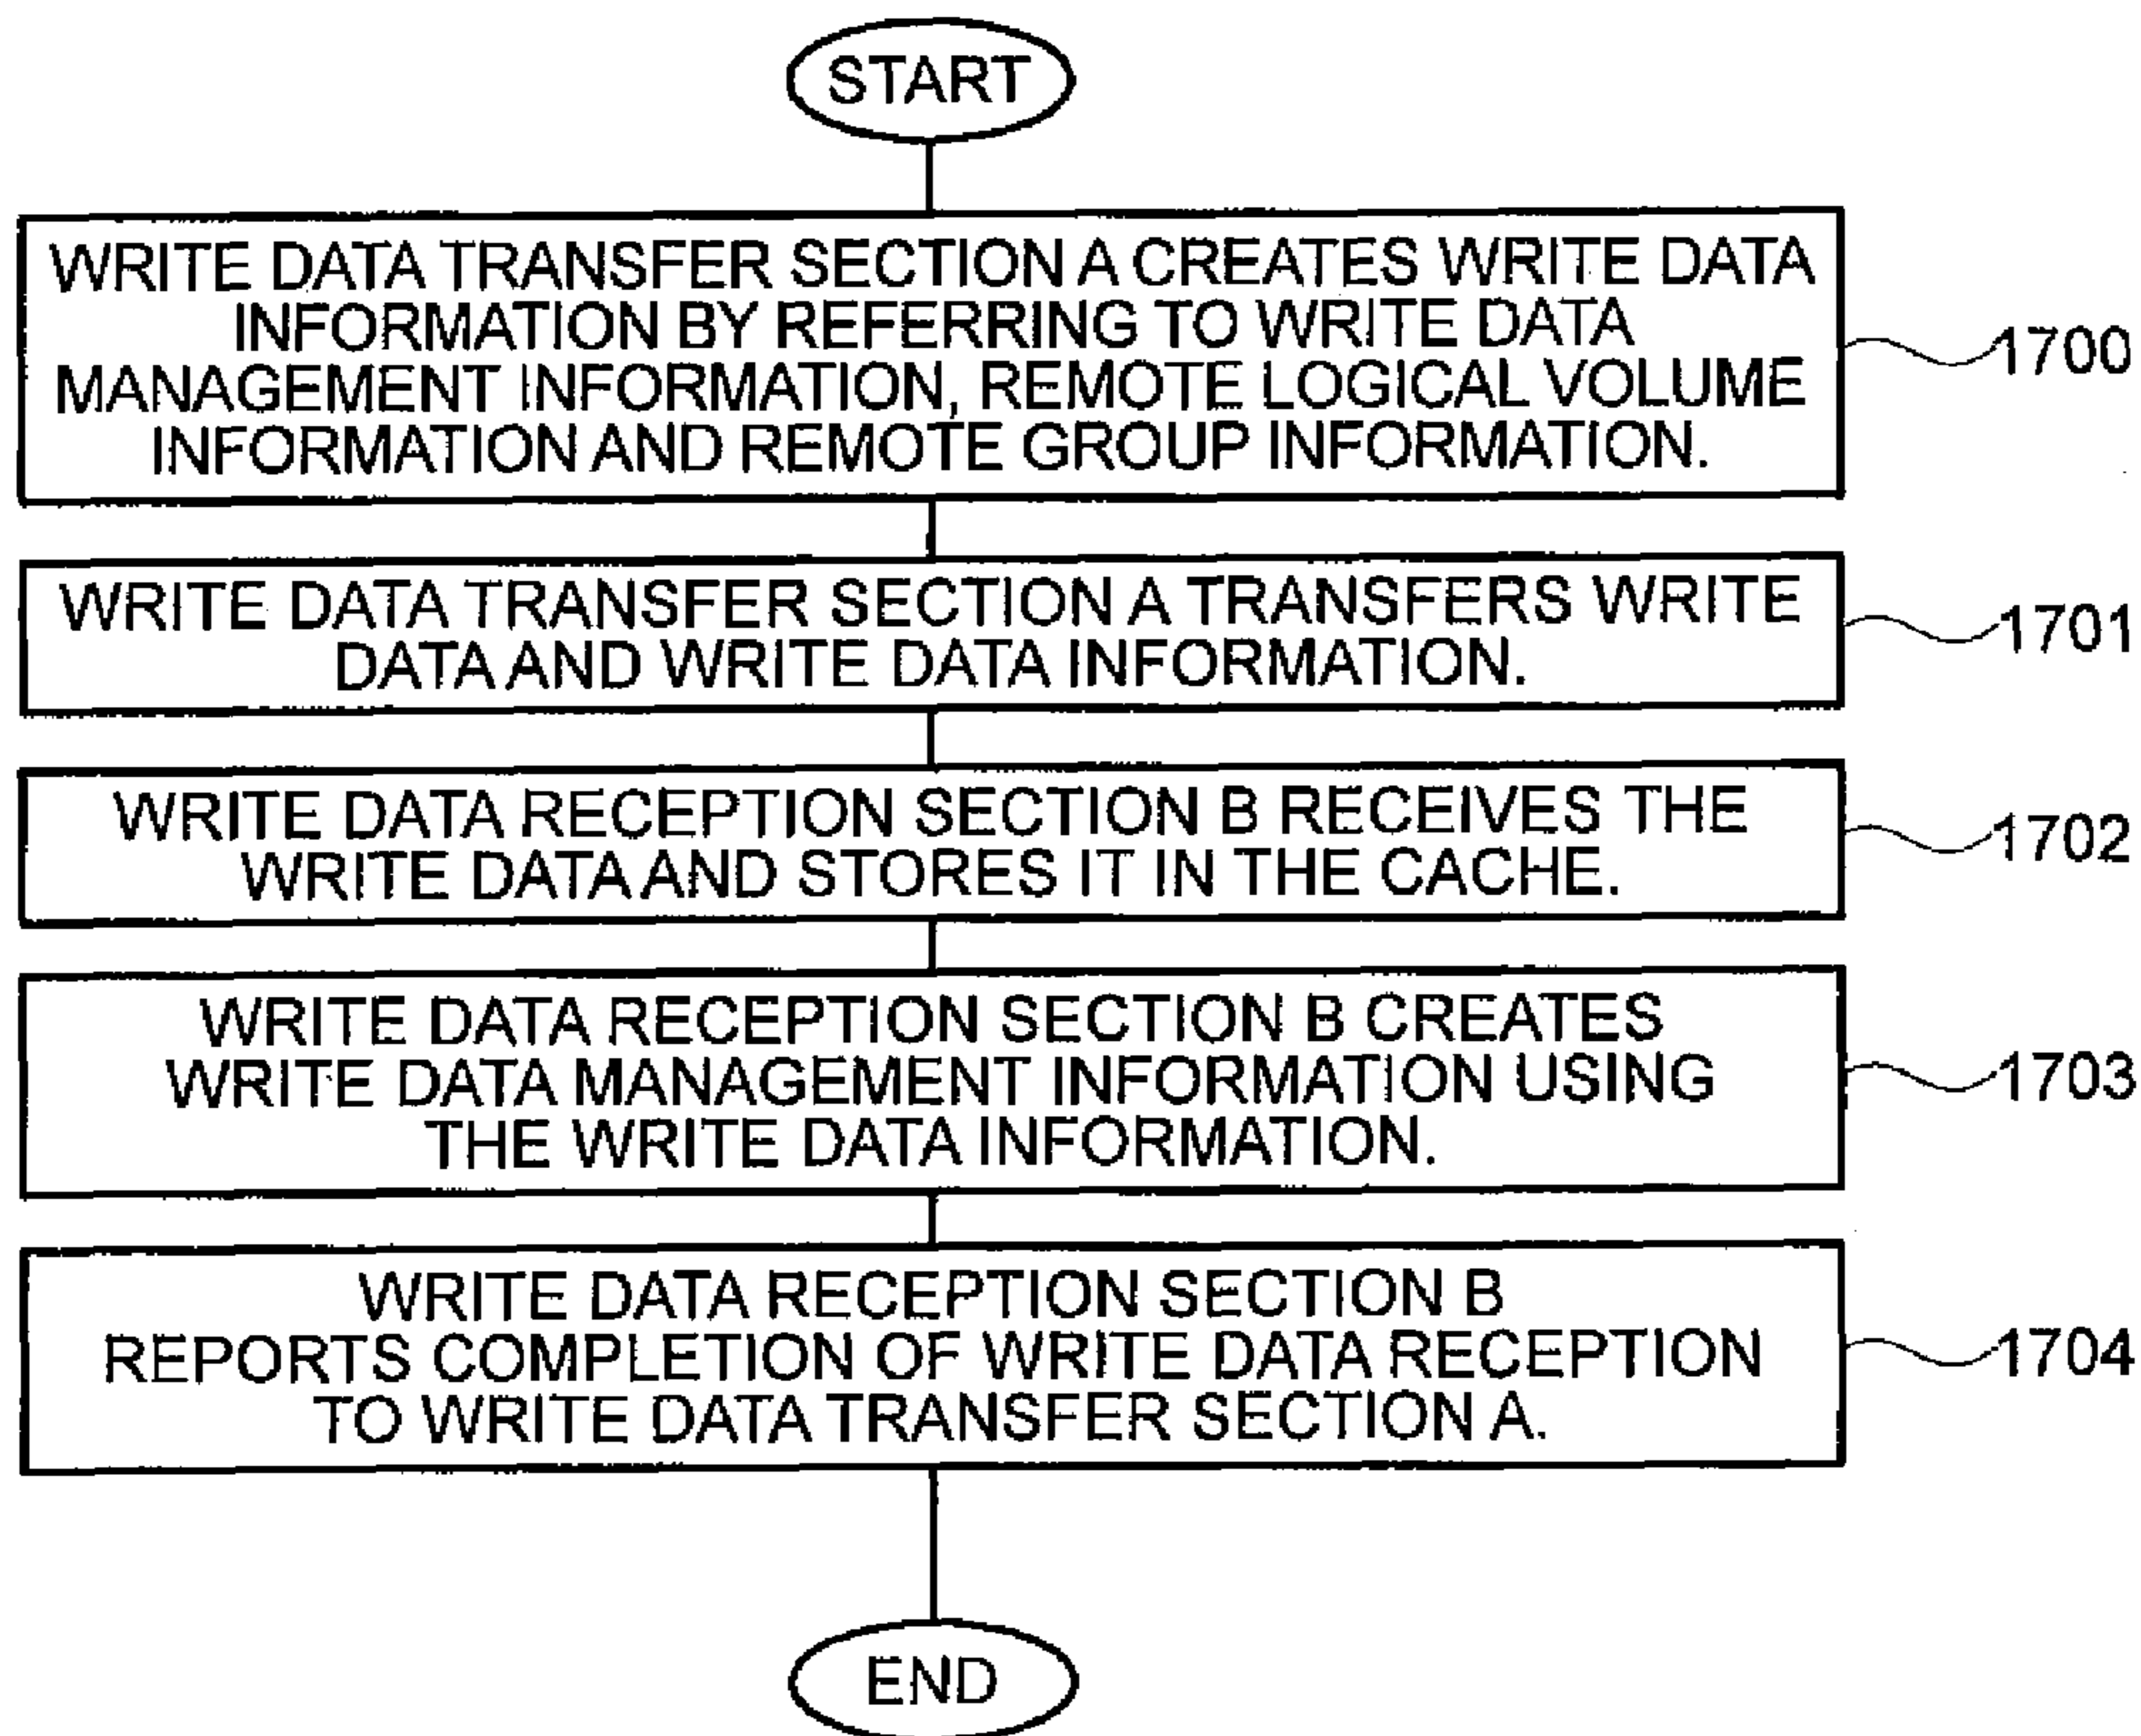 START
WRITE DATA TRANSFER SECTION A CREATES WRITE DATA
INFORMATION BY REFERRING TO WRITE DATA
MANAGEMENT INFORMATION, REMOTE LOGICAL VOLUME
INFORMATION AND REMOTE GROUP INFORMATION.
1700
WRITE DATA TRANSFER SECTION A TRANSFERS WRITE
DATA AND WRITE DATA INFORMATION.
1701
WRITE DATA RECEPTION SECTION B RECEIVES THE
WRITE DATA AND STORES IT IN THE CACHE.
1702
WRITE DATA RECEPTION SECTION B CREATES
WRITE DATA MANAGEMENT INFORMATION USING
THE WRITE DATA INFORMATION.
1703
WRITE DATA RECEPTION SECTION B
REPORTS COMPLETION OF WRITE DATA RECEPTION
TO WRITE DATA TRANSFER SECTION A.
1704
END